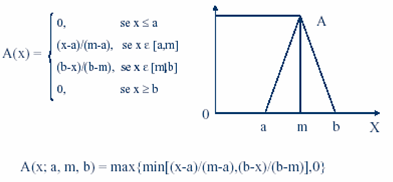 A(x) =
0, se x ≤ a
(x-a)/(m-a), se x ε [a,m]
(b-x)/(b-m), se x ε [m,b]
0, se x ≥ b
A
0
a m b X
A(x; a, m, b) = max{min[(x-a)/(m-a),(b-x)/(b-m)],0}